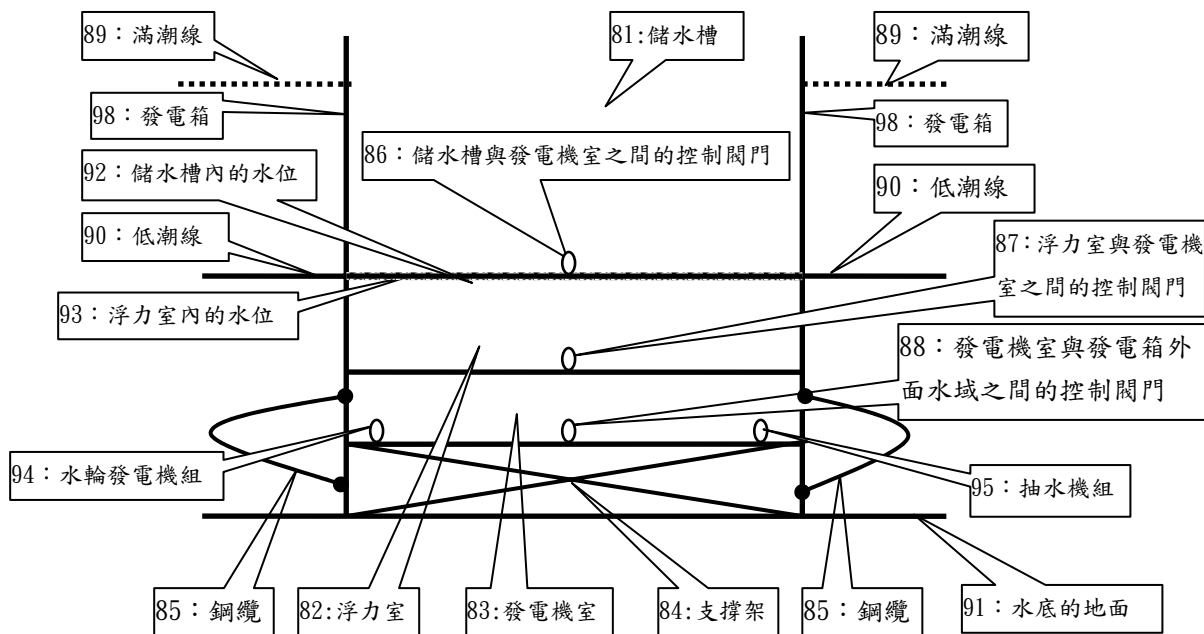 89：滿潮線
81:儲水槽
89：滿潮線
98：發電箱
98：發電箱
86：儲水槽與發電機室之間的控制閥門
92：儲水槽內的水位
90：低潮線
90：低潮線
87:浮力室與發電機
室之間的控制閥門
93：浮力室內的水位
88：發電機室與發電箱外
面水域之間的控制閥門
94：水輪發電機組
95：抽水機組
85：鋼纜
82:浮力室
83:發電機室
84:支撐架
85：鋼纜
91：水底的地面